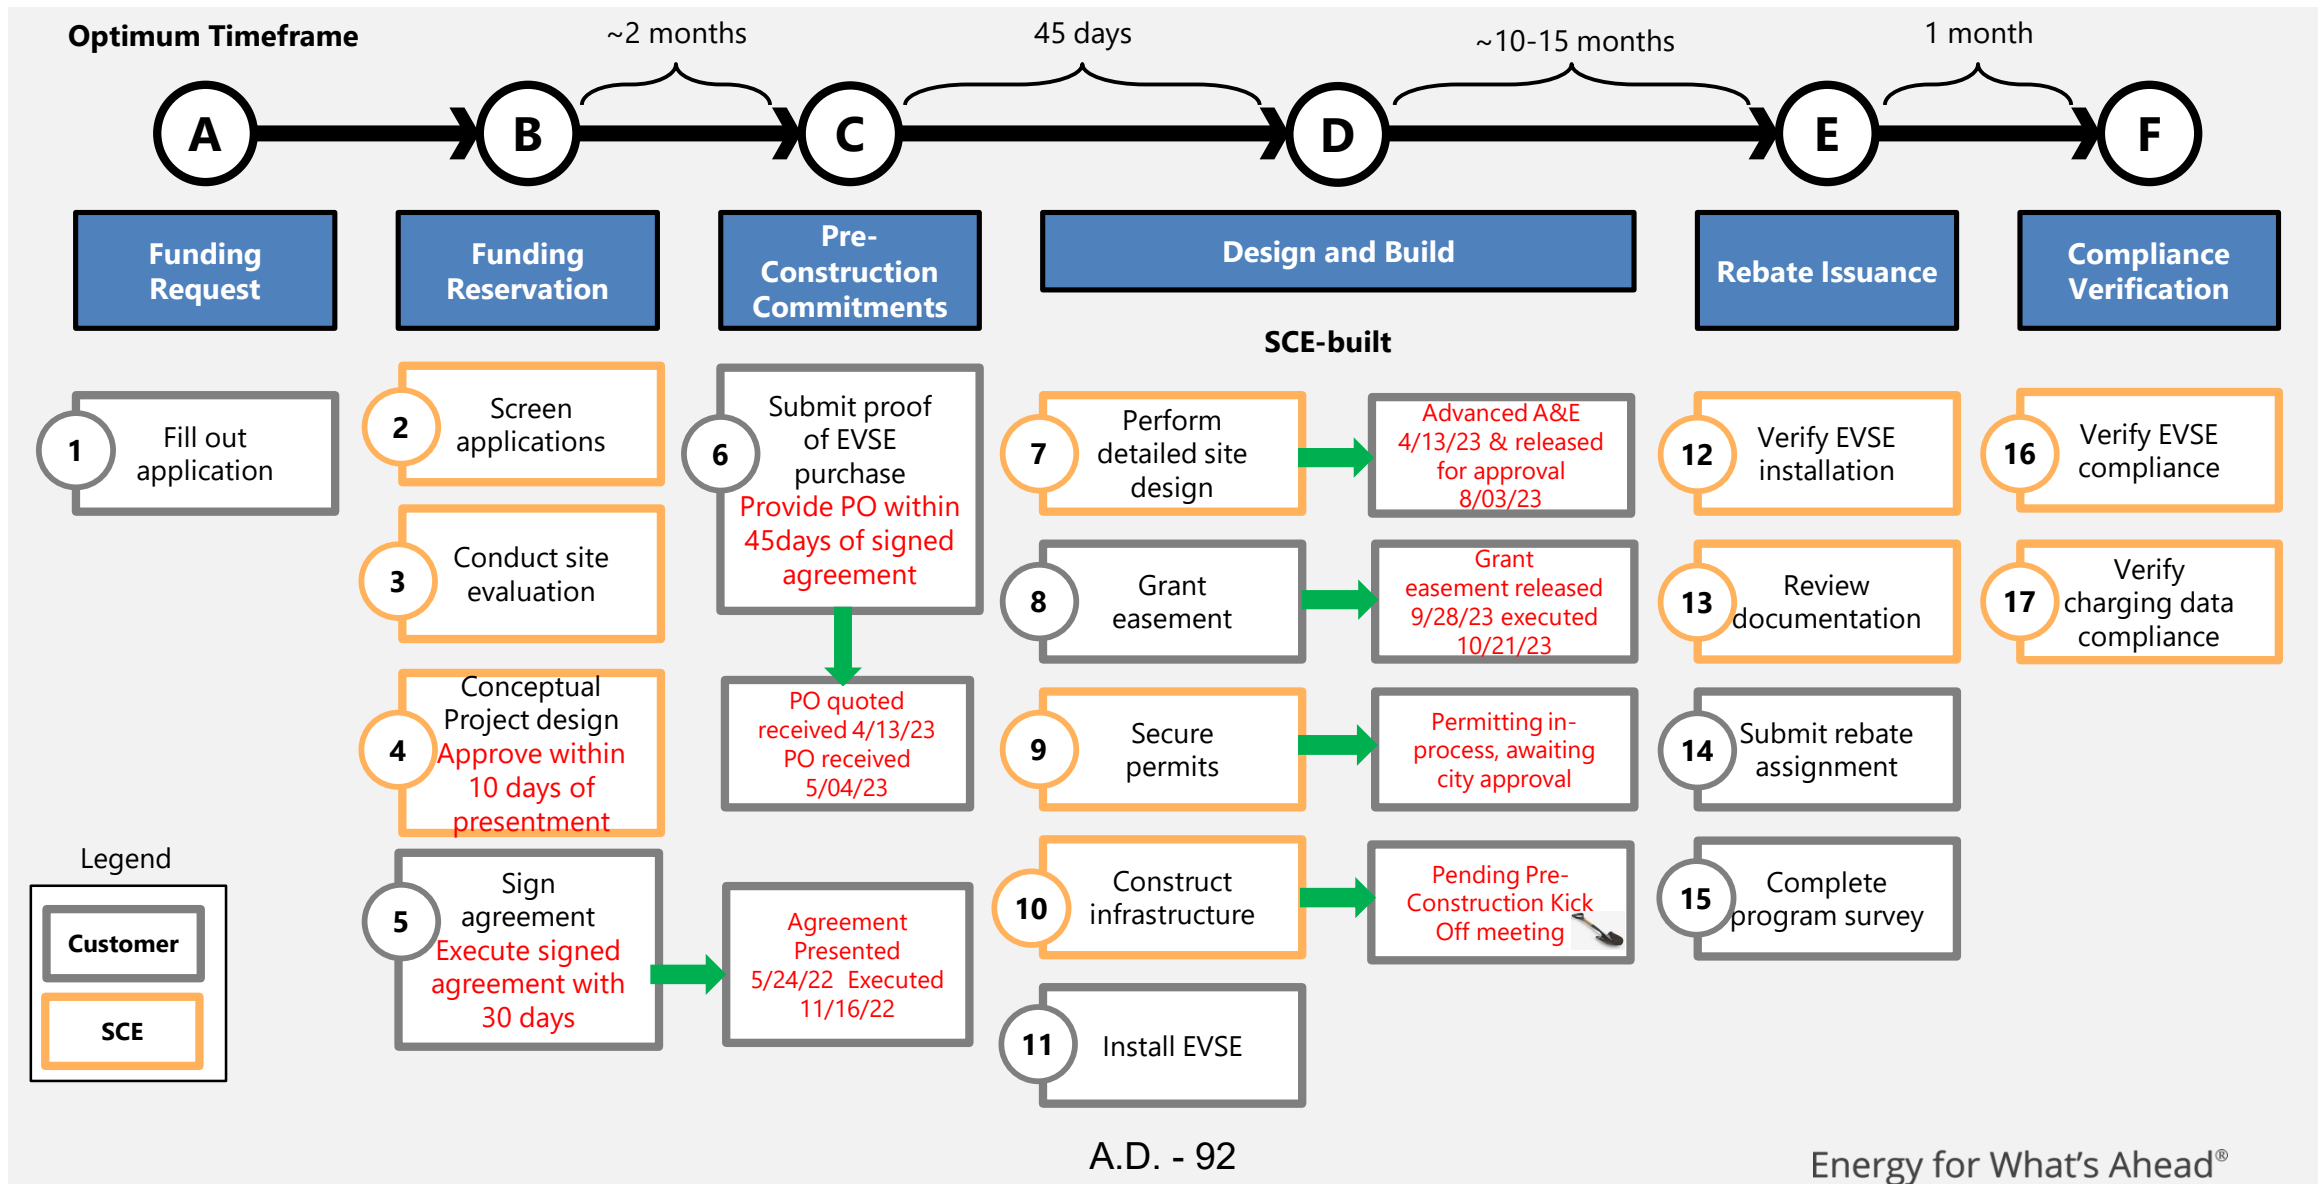 Optimum Timeframe
~2 months
45 days
~10-15 months
1 month
A
B
C
D
E
F
Funding
Request
Funding
Reservation
Pre-
Construction
Commitments
Design and Build
Rebate Issuance
Compliance
Verification
SCE-built
1
Fill out
application
2
Screen
applications
3
Conduct site
evaluation
4
Conceptual
Project design
Approve within
10 days of
presentment
5
Sign
agreement
Execute signed
agreement with
30 days
6
Submit proof
of EVSE
purchase
Provide PO within
45days of signed
agreement
PO quoted
received 4/13/23
PO received
5/04/23
Agreement
Presented
5/24/22 Executed
11/16/22
7
Perform
detailed site
design
Advanced A&E
4/13/23 & released
for approval
8/03/23
8
Grant
easement
Grant
easement released
9/28/23 executed
10/21/23
9
Secure
permits
Permitting in-
process, awaiting
city approval
10
Construct
infrastructure
Pending Pre-
Construction Kick
Off meeting
11
Install EVSE
12
Verify EVSE
installation
13
Review
documentation
14
Submit rebate
assignment
15
Complete
program survey
16
Verify EVSE
compliance
17
Verify
charging data
compliance
Legend
Customer
SCE
A.D. - 92
Energy for What's Ahead®